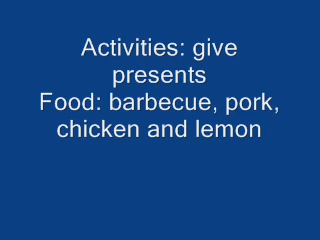 Activities: give
presents
Food: barbecue, pork,
chicken and lemon